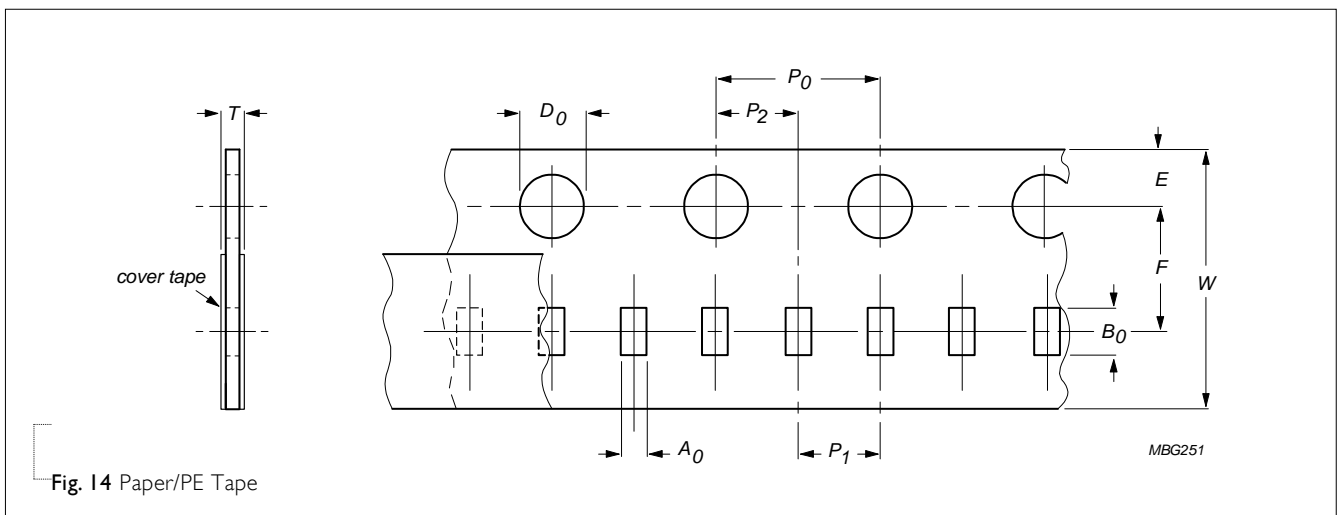 P0
T
D0
P2
E
F
W
cover tape
B0
A0
P1
MBG251
Fig. 14 Paper/PE Tape